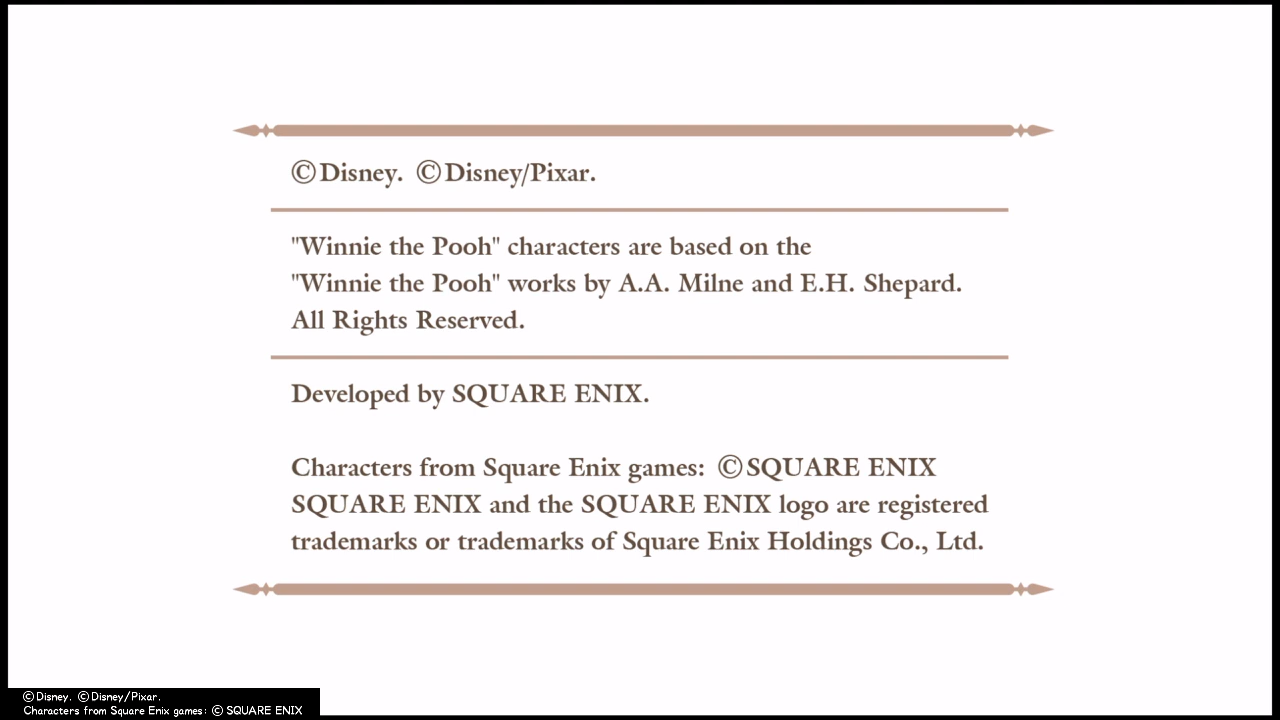 ©Disney. ©Disney/Pixar.
"Winnie the Pooh" characters are based on the
"Winnie the Pooh" works by A.A. Milne and E.H. Shepard.
All Rights Reserved.
Developed by SQUARE ENIX.
Characters from Square Enix games: ©SQUARE ENIX
SQUARE ENIX and the SQUARE ENIX logo are registered
trademarks or trademarks of Square Enix Holdings Co., Ltd.
©Disney. ©Disney/Pixar.
Characters from Square Enix games: © SQUARE ENIX